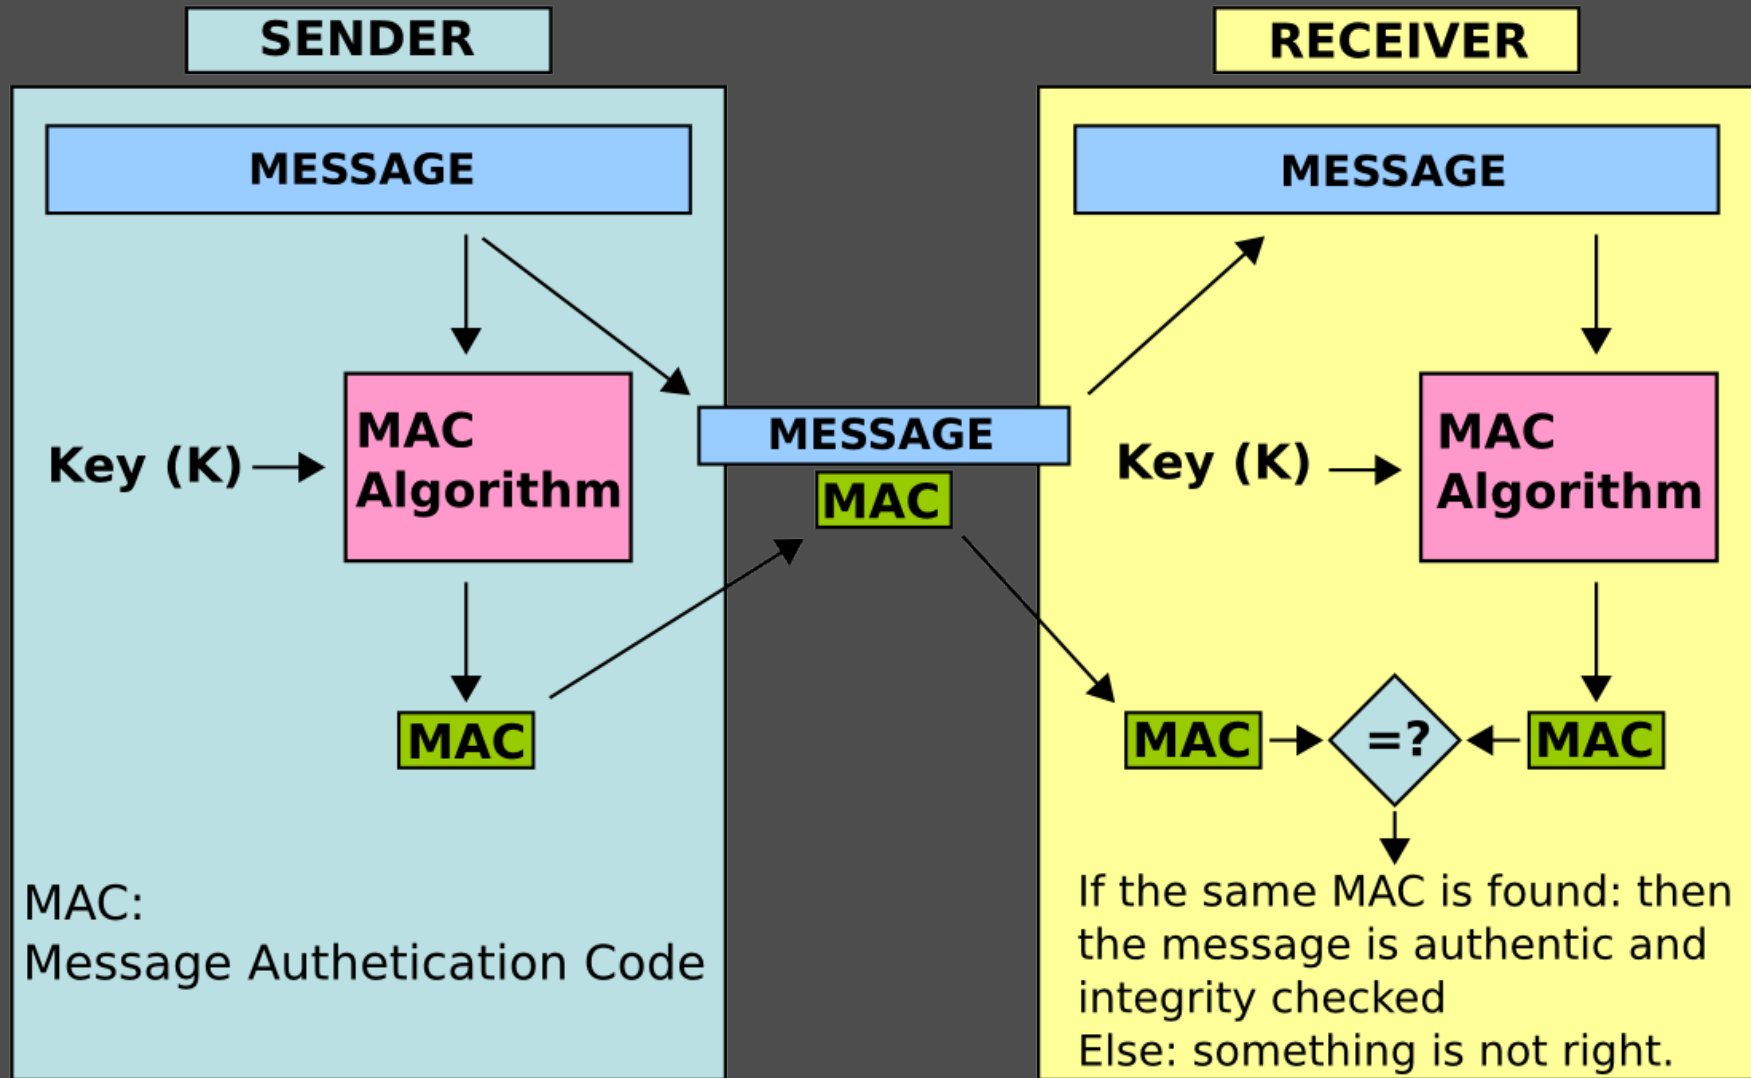 SENDER
MESSAGE
Key (K)
MAC
Algorithm
MAC
MAC:
Message Authetication Code
MESSAGE
MAC
RECEIVER
MESSAGE
Key (K)
MAC
Algorithm
MAC
=?
MAC
If the same MAC is found: then
the message is authentic and
integrity checked
Else: something is not right.